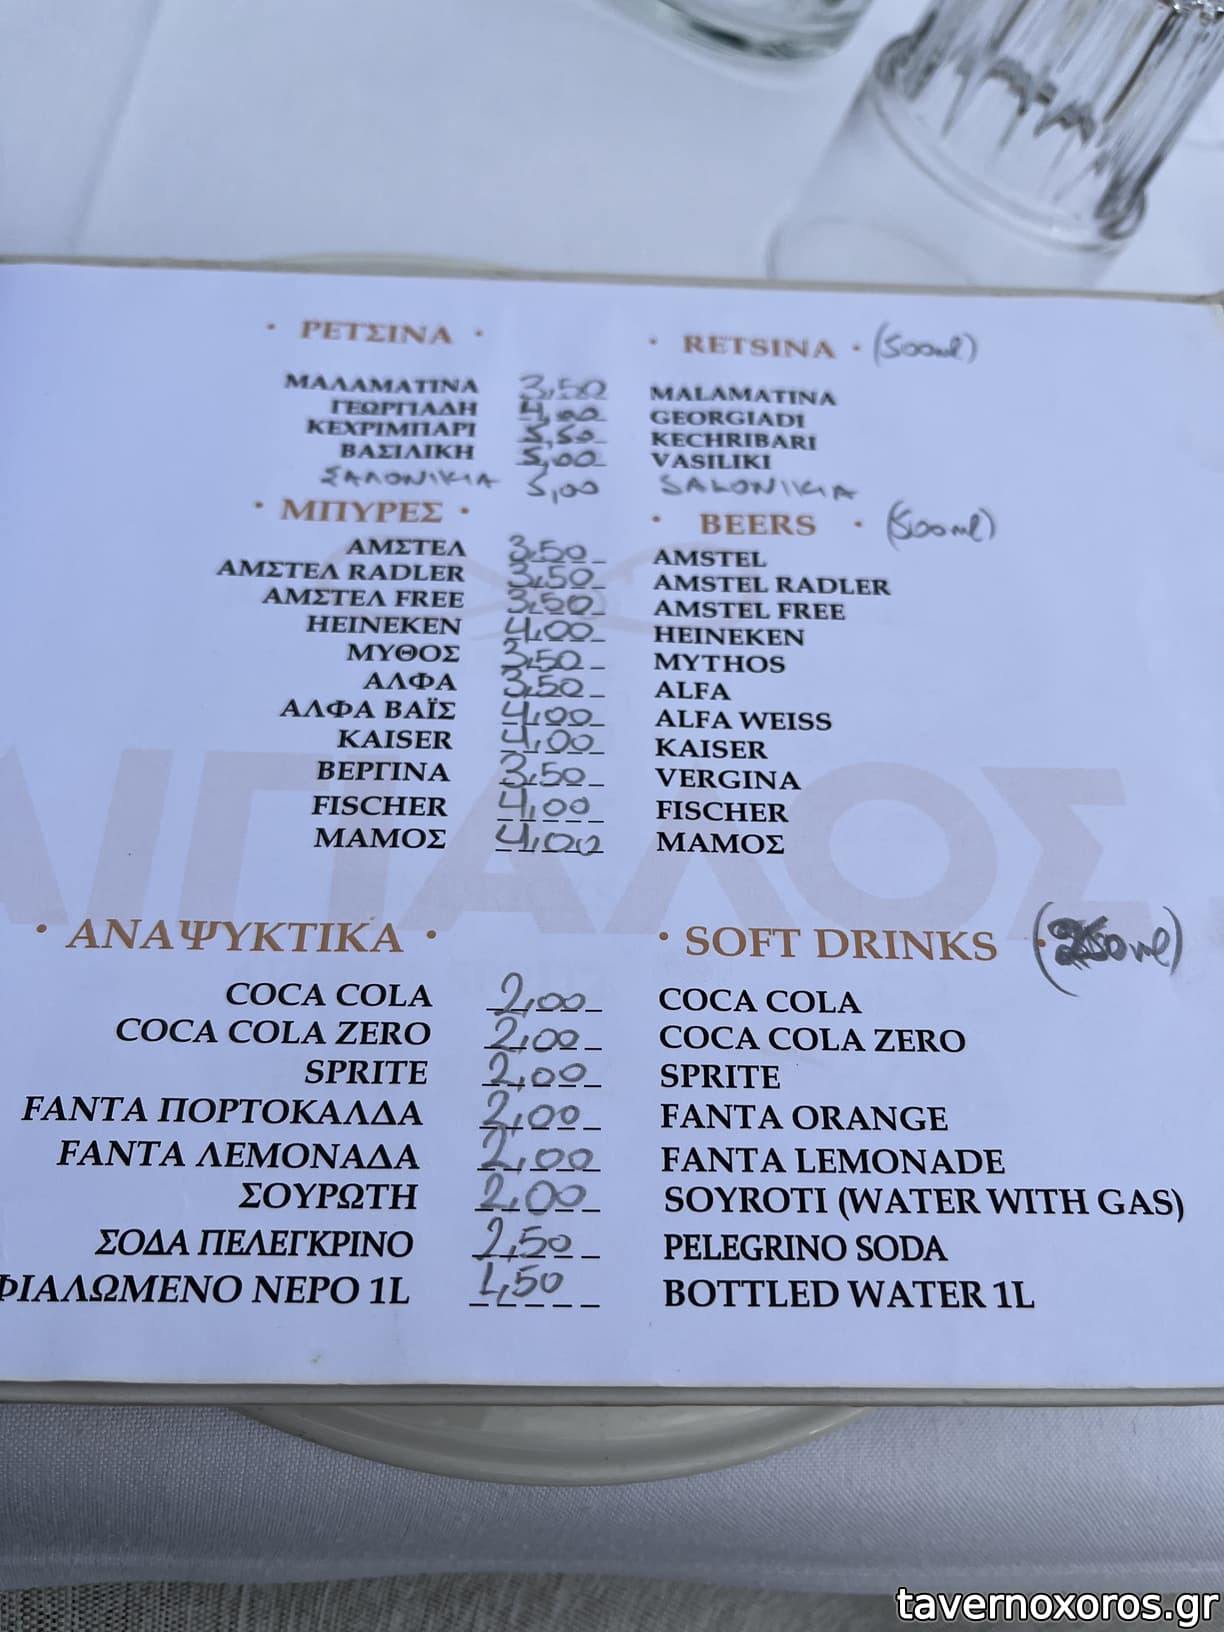 · ΡΕΤΣΙΝΑ · · RETSINA · (500ml)
ΜΑΛΑΜΑΤΙΝΑ 3,50 MALAMATINA
ΓΕΩΡΓΙΑΔΗ 4,00 GEORGIADI
ΚΕΧΡΙΜΠΑΡΙ 5,50 KECHRIBARI
ΒΑΣΙΛΙΚΗ 5,00 VASILIKI
ΣΑΛΟΝΙΚΙΑ 5,00 SALONIKIA
· ΜΠΥΡΕΣ · · BEERS · (500ml)
ΑΜΣΤΕΛ 3,50 AMSTEL
ΑΜΣΤΕΛ RADLER 3,50 AMSTEL RADLER
ΑΜΣΤΕΛ FREE 3,50 AMSTEL FREE
HEINEKEN 4,00 HEINEKEN
ΜΥΘΟΣ 3,50 MYTHOS
ΑΛΦΑ 3,50 ALFA
ΑΛΦΑ ΒΑΪΣ 4,00 ALFA WEISS
KAISER 4,00 KAISER
ΒΕΡΓΙΝΑ 3,50 VERGINA
FISCHER 4,00 FISCHER
ΜΑΜΟΣ 4,00 ΜΑΜΟΣ
ΑΙΓΙΑΛΟΣ
· ΑΝΑΨΥΚΤΙΚΑ · · SOFT DRINKS · (250ml)
COCA COLA 2,00 COCA COLA
COCA COLA ZERO 2,00 COCA COLA ZERO
SPRITE 2,00 SPRITE
FANTA ΠΟΡΤΟΚΑΛΔΑ 2,00 FANTA ORANGE
FANTA ΛΕΜΟΝΑΔΑ 2,00 FANTA LEMONADE
ΣΟΥΡΩΤΗ 2,00 SOYROTI (WATER WITH GAS)
ΣΟΔΑ ΠΕΛΕΓΚΡΙΝΟ 2,50 PELEGRINO SODA
ΦΙΑΛΩΜΕΝΟ ΝΕΡΟ 1L 1,50 BOTTLED WATER 1L
tavernoxoros.gr